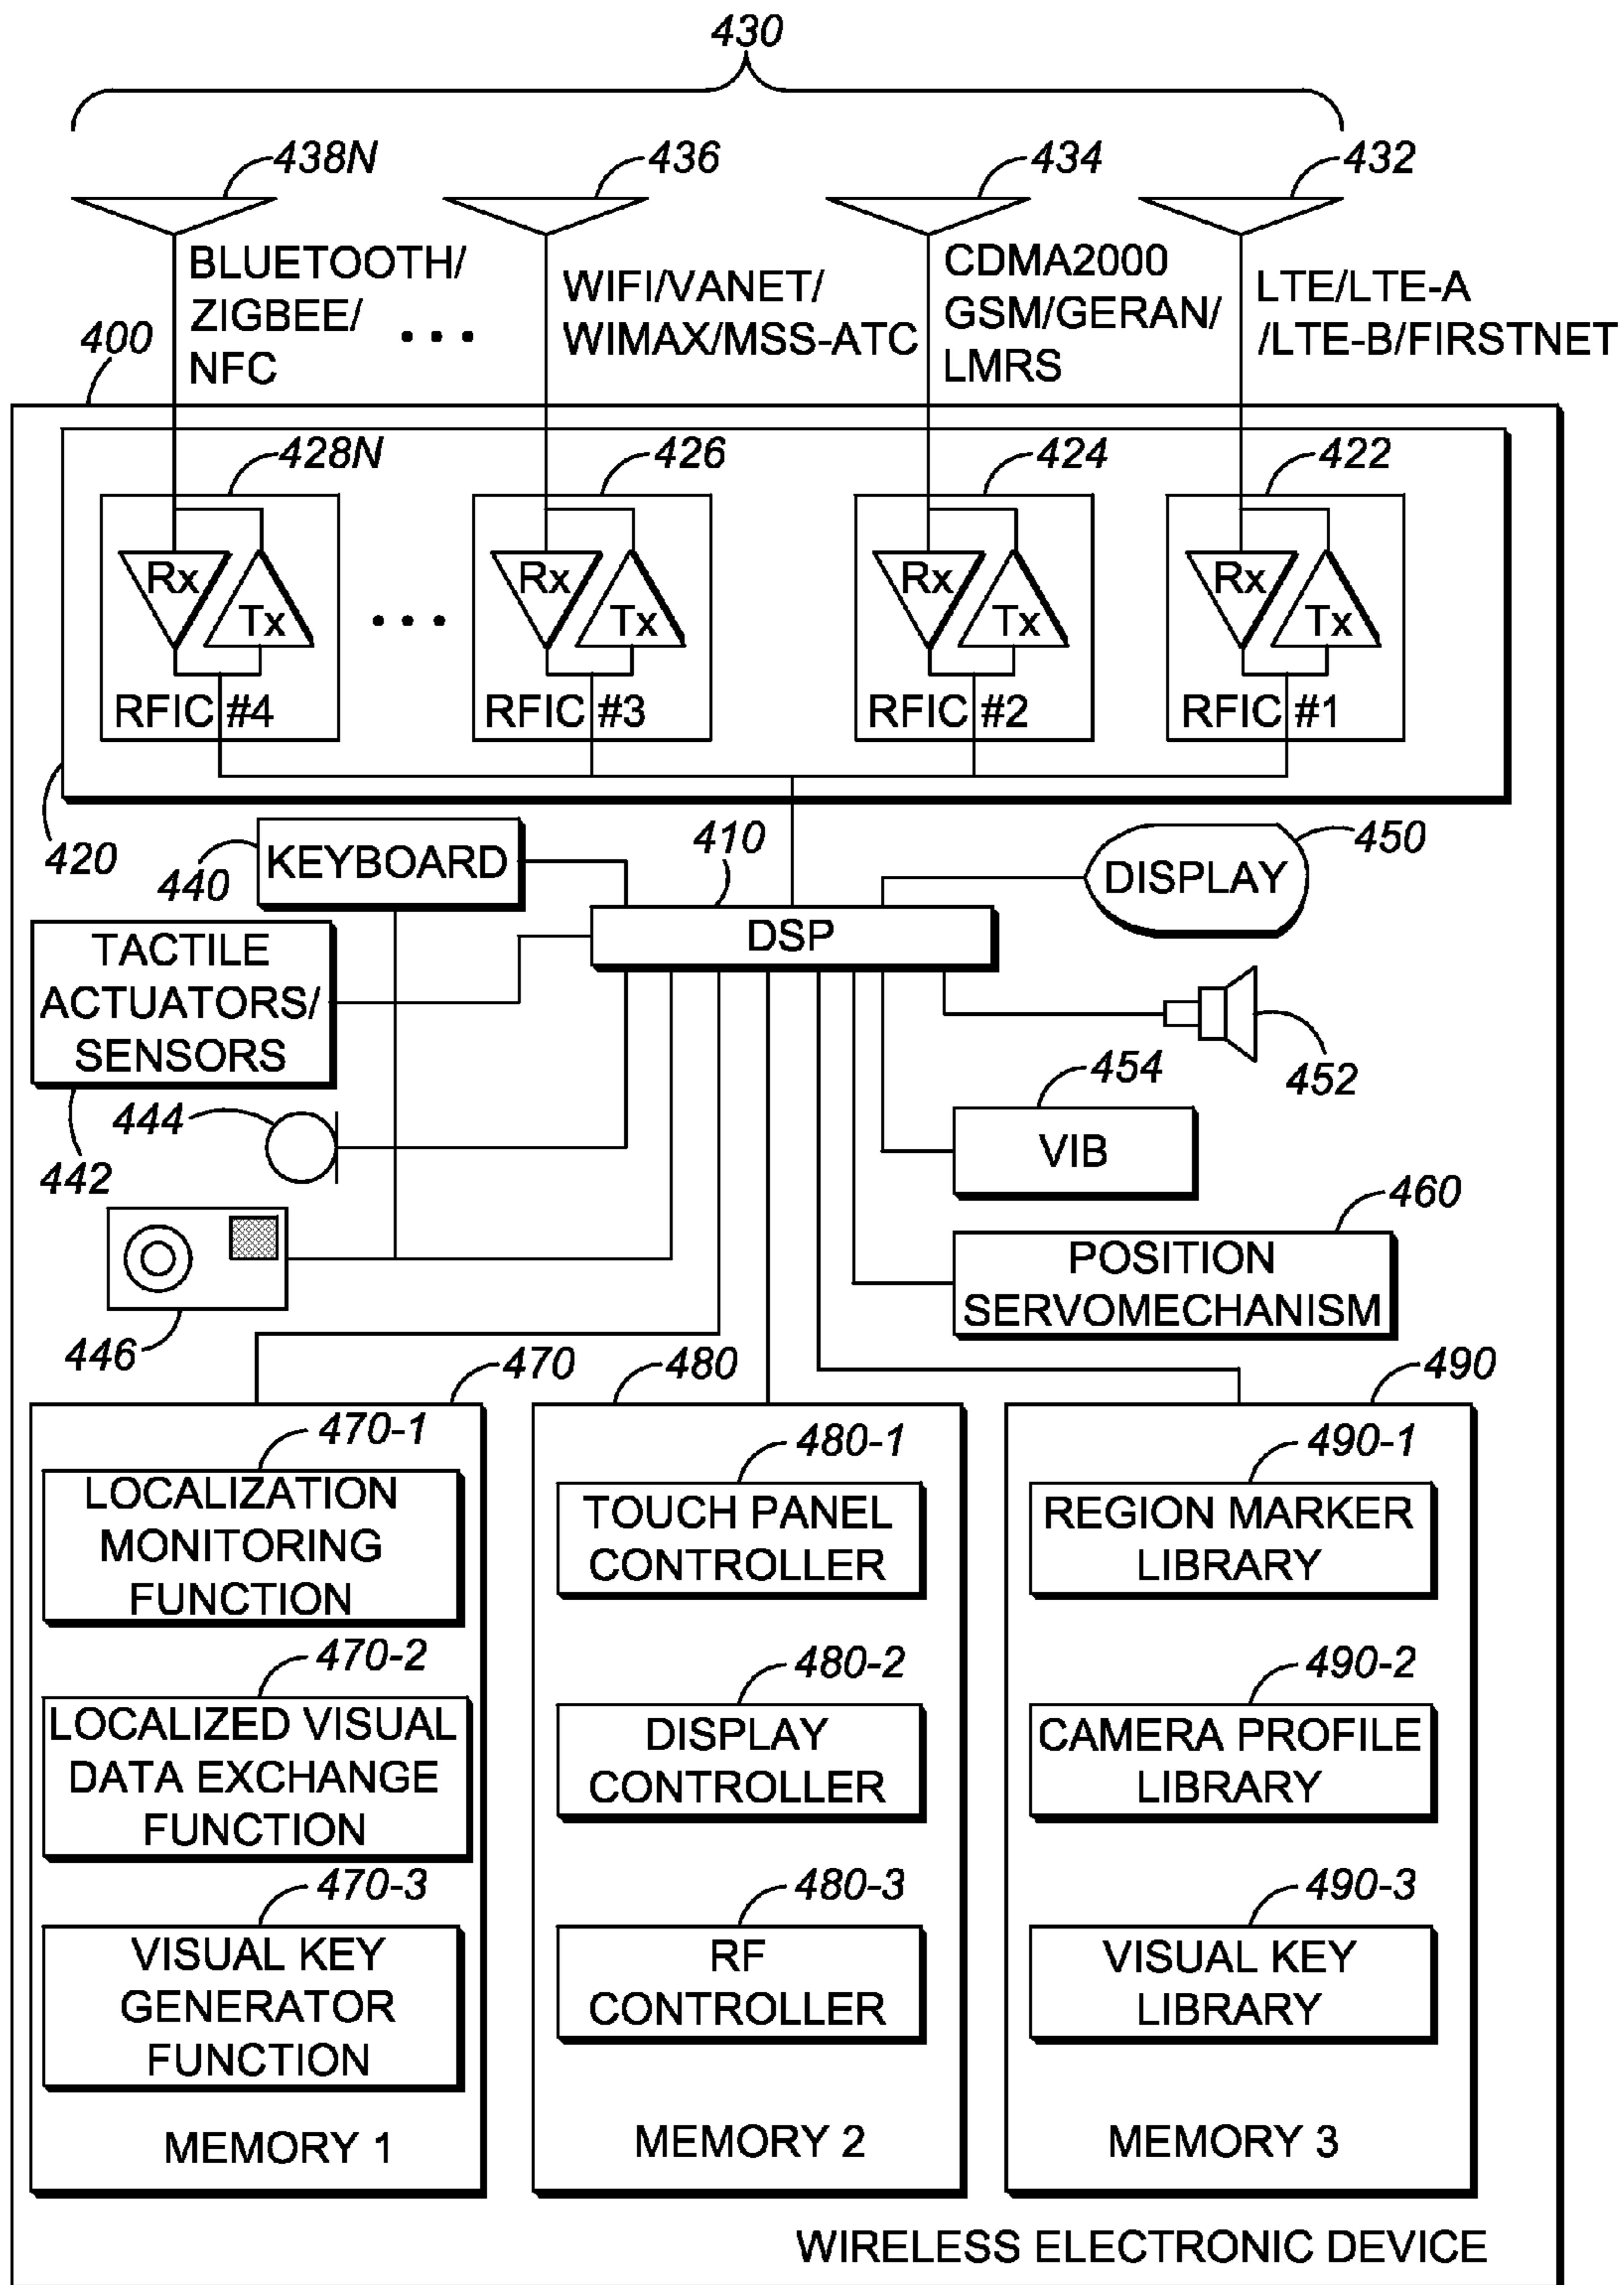 430
438N
436
434
432
BLUETOOTH/
ZIGBEE/
NFC
...
WIFI/VANET/
WIMAX/MSS-ATC
CDMA2000
GSM/GERAN/
LMRS
LTE/LTE-A
/LTE-B/FIRSTNET
400
428N
426
424
422
Rx
Tx
RFIC #4
...
Rx
Tx
RFIC #3
Rx
Tx
RFIC #2
Rx
Tx
RFIC #1
420
440
KEYBOARD
410
DSP
450
DISPLAY
TACTILE
ACTUATORS/
SENSORS
442
452
444
454
VIB
446
460
POSITION
SERVOMECHANISM
470
470-1
LOCALIZATION
MONITORING
FUNCTION
470-2
LOCALIZED VISUAL
DATA EXCHANGE
FUNCTION
470-3
VISUAL KEY
GENERATOR
FUNCTION
MEMORY 1
480
480-1
TOUCH PANEL
CONTROLLER
480-2
DISPLAY
CONTROLLER
480-3
RF
CONTROLLER
MEMORY 2
490
490-1
REGION MARKER
LIBRARY
490-2
CAMERA PROFILE
LIBRARY
490-3
VISUAL KEY
LIBRARY
MEMORY 3
WIRELESS ELECTRONIC DEVICE